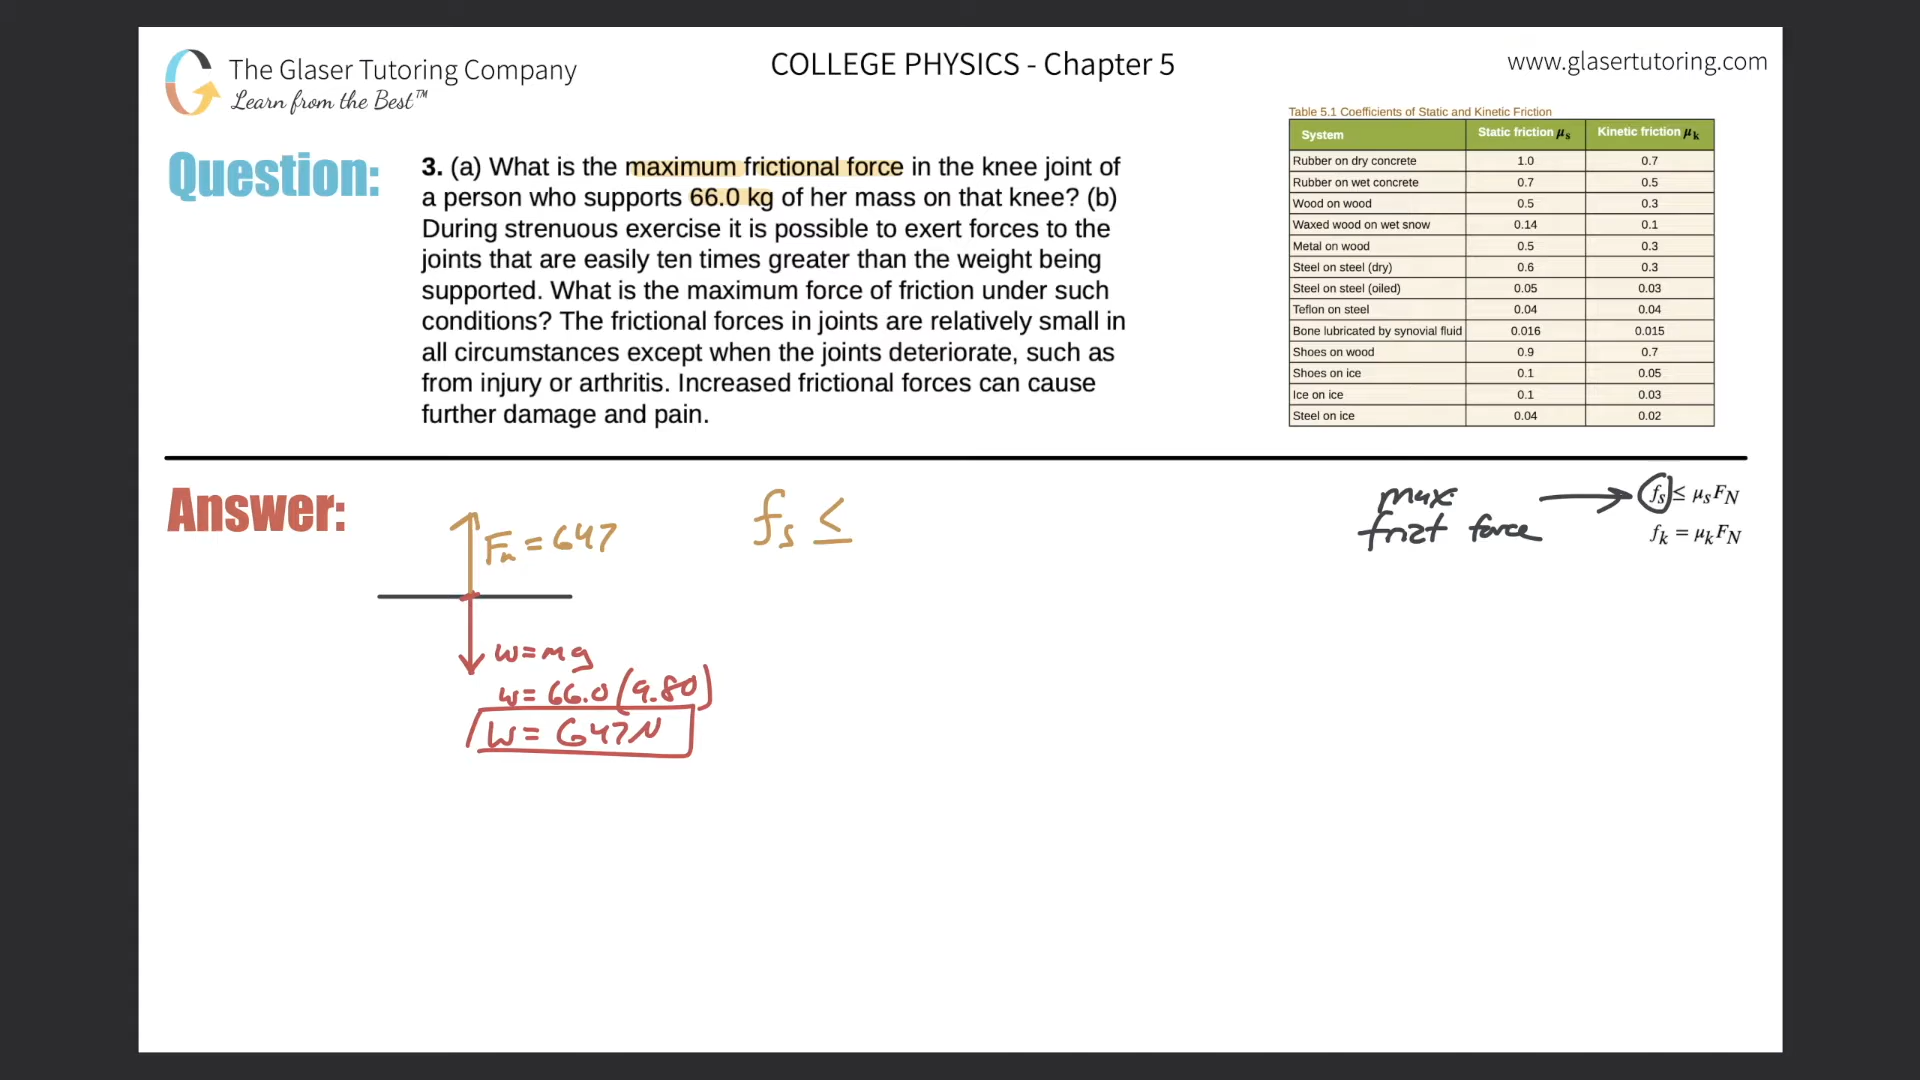 The Glaser Tutoring Company
Learn from the Best™
COLLEGE PHYSICS - Chapter 5
www.glasertutoring.com
Question:
3. (a) What is the maximum frictional force in the knee joint of
a person who supports 66.0 kg of her mass on that knee? (b)
During strenuous exercise it is possible to exert forces to the
joints that are easily ten times greater than the weight being
supported. What is the maximum force of friction under such
conditions? The frictional forces in joints are relatively small in
all circumstances except when the joints deteriorate, such as
from injury or arthritis. Increased frictional forces can cause
further damage and pain.
Table 5.1 Coefficients of Static and Kinetic Friction
System Static friction μs Kinetic friction μk
Rubber on dry concrete 1.0 0.7
Rubber on wet concrete 0.7 0.5
Wood on wood 0.5 0.3
Waxed wood on wet snow 0.14 0.1
Metal on wood 0.5 0.3
Steel on steel (dry) 0.6 0.3
Steel on steel (oiled) 0.05 0.03
Teflon on steel 0.04 0.04
Bone lubricated by synovial fluid 0.016 0.015
Shoes on wood 0.9 0.7
Shoes on ice 0.1 0.05
Ice on ice 0.1 0.03
Steel on ice 0.04 0.02
Answer:
Fn = 647
w = mg
w = 66.0 (9.80)
W = 647N
fs ≤
max
frict force
fs ≤ μsFN
fk = μkFN